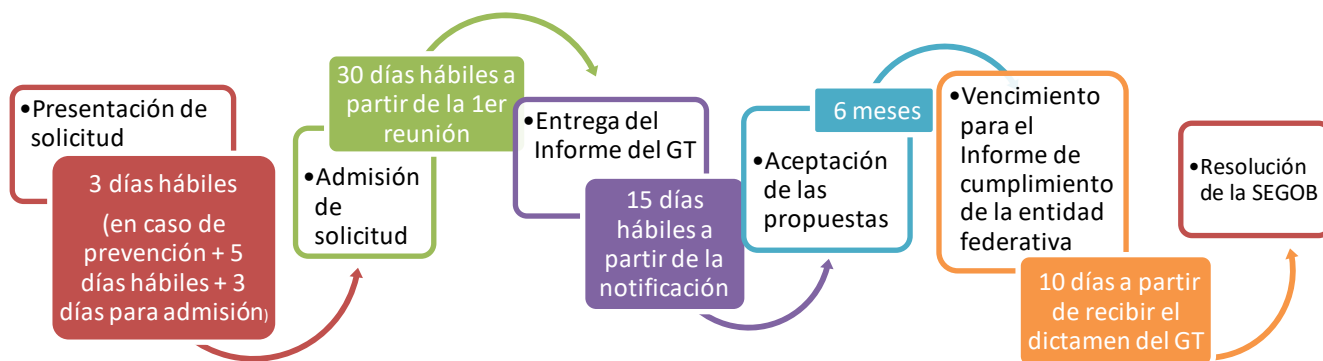 •Presentación de
solicitud
3 días hábiles
(en caso de
prevención + 5
días hábiles + 3
días para admisión)
30 días hábiles a
partir de la 1er
reunión
•Admisión
de
solicitud
•Entrega del
Informe del GT
15 días
hábiles a
partir de la
notificación
6 meses
•Aceptación
de las
propuestas
•Vencimiento
para el
Informe de
cumplimiento
de la entidad
federativa
10 días a partir
de recibir el
dictamen del GT
•Resolución
de la SEGOB